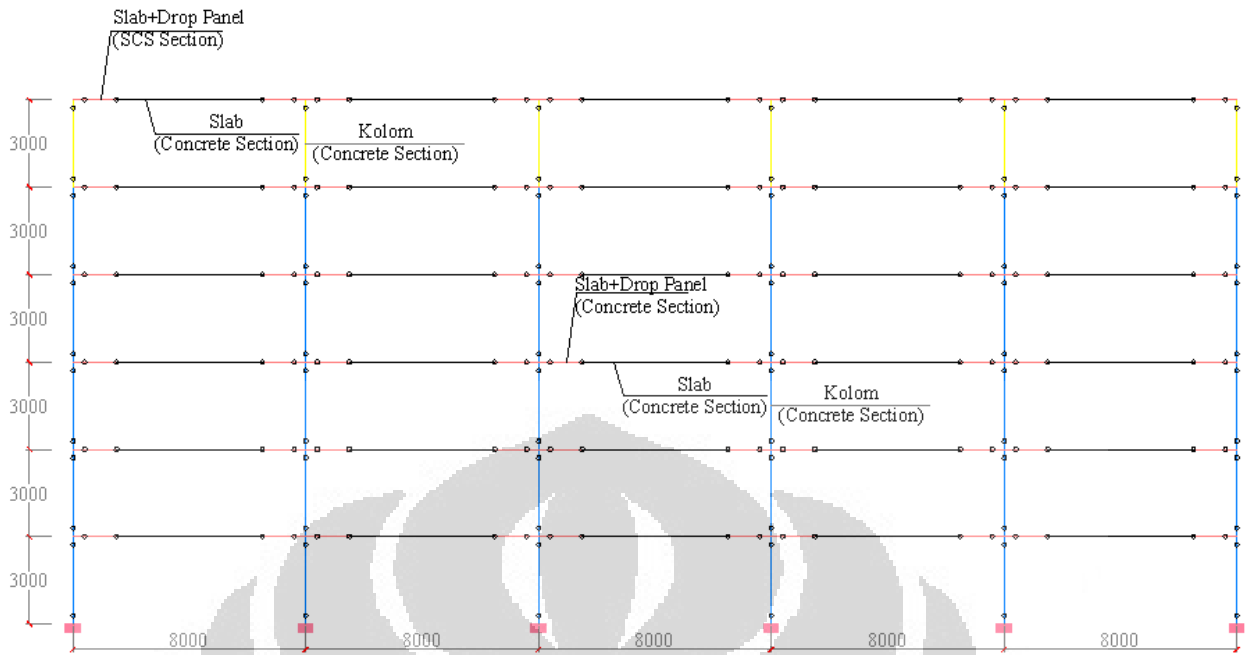 Slab+Drop Panel
(SCS Section)
Slab
(Concrete Section)
Kolom
(Concrete Section)
3000
3000
3000
Slab+Drop Panel
(Concrete Section)
Slab
(Concrete Section)
Kolom
(Concrete Section)
3000
3000
3000
8000
8000
8000
8000
8000